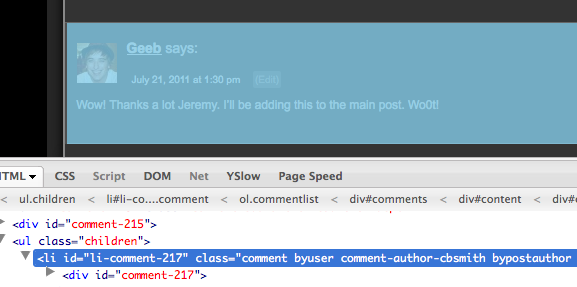 Geeb says:
July 21, 2011 at 1:30 pm (Edit)
Wow! Thanks a lot Jeremy. I'll be adding this to the main post. Wo0t!
HTML CSS Script DOM Net YSlow Page Speed
< ul.children < li#li-co....comment < ol.commentlist < div#comments < div#content <
<div id="comment-215">
<ul class="children">
<li id="li-comment-217" class="comment byuser comment-author-cbsmith bypostauthor
<div id="comment-217">